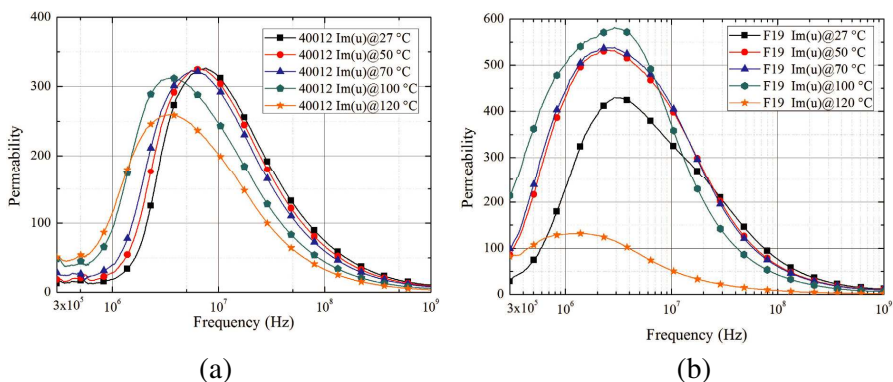 (a)
400
40012 Im(u)@27 °C
40012 Im(u)@50 °C
40012 Im(u)@70 °C
40012 Im(u)@100 °C
40012 Im(u)@120 °C
300
200
100
0
Permeability
3x10⁵ 10⁶ 10⁷ 10⁸ 10⁹
Frequency (Hz)
(a)
(b)
600
F19 Im(u)@27 °C
F19 Im(u)@50 °C
F19 Im(u)@70 °C
F19 Im(u)@100 °C
F19 Im(u)@120 °C
500
400
300
200
100
0
Permeability
3x10⁵ 10⁶ 10⁷ 10⁸ 10⁹
Frequency (Hz)
(b)